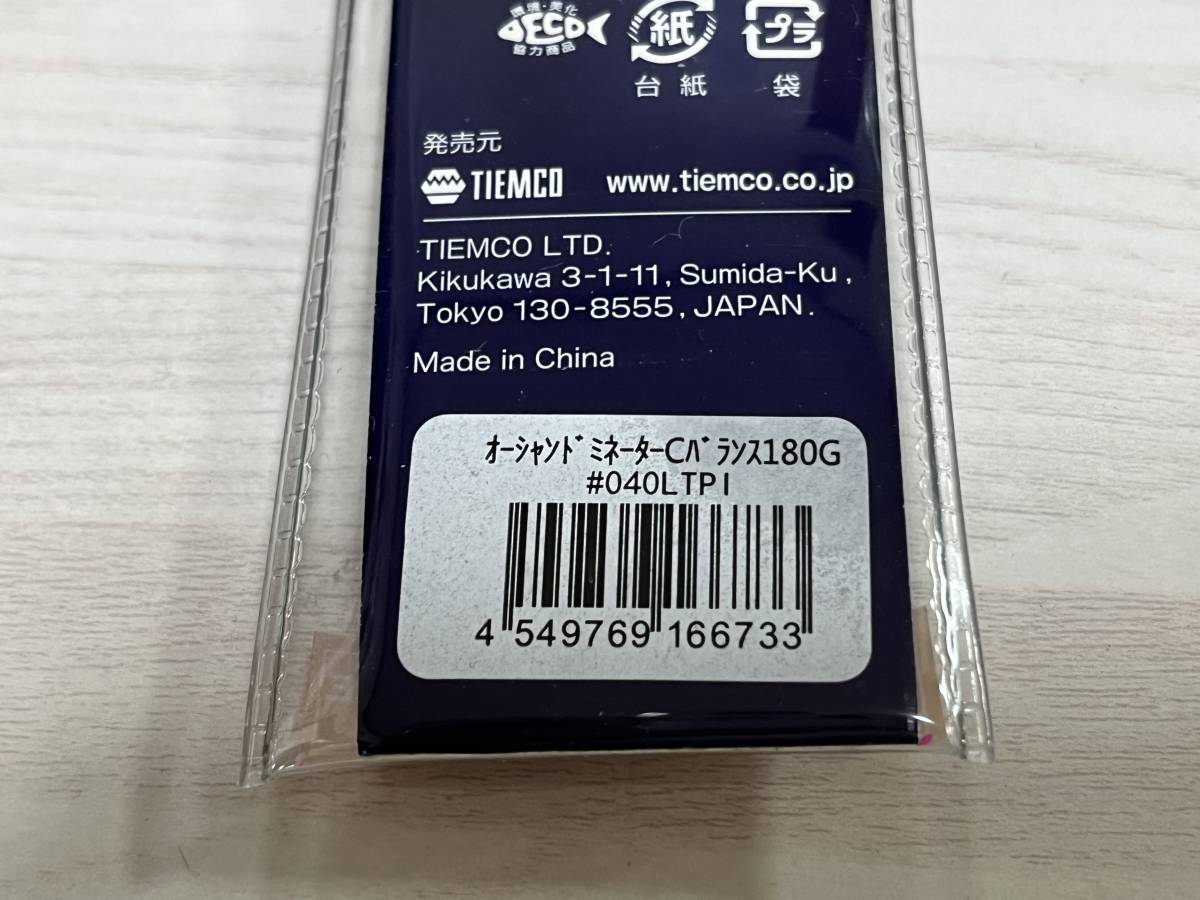 環境・美化
ECO
協力商品
紙
台紙
プラ
袋
発売元
TIEMCO www.tiemco.co.jp
TIEMCO LTD.
Kikukawa 3-1-11, Sumida-Ku,
Tokyo 130-8555, JAPAN.
Made in China
ｵｰｼｬﾝﾄﾞﾐﾈｰﾀｰCﾊﾞﾗﾝｽ180G
#040LTPI
4 549769 166733